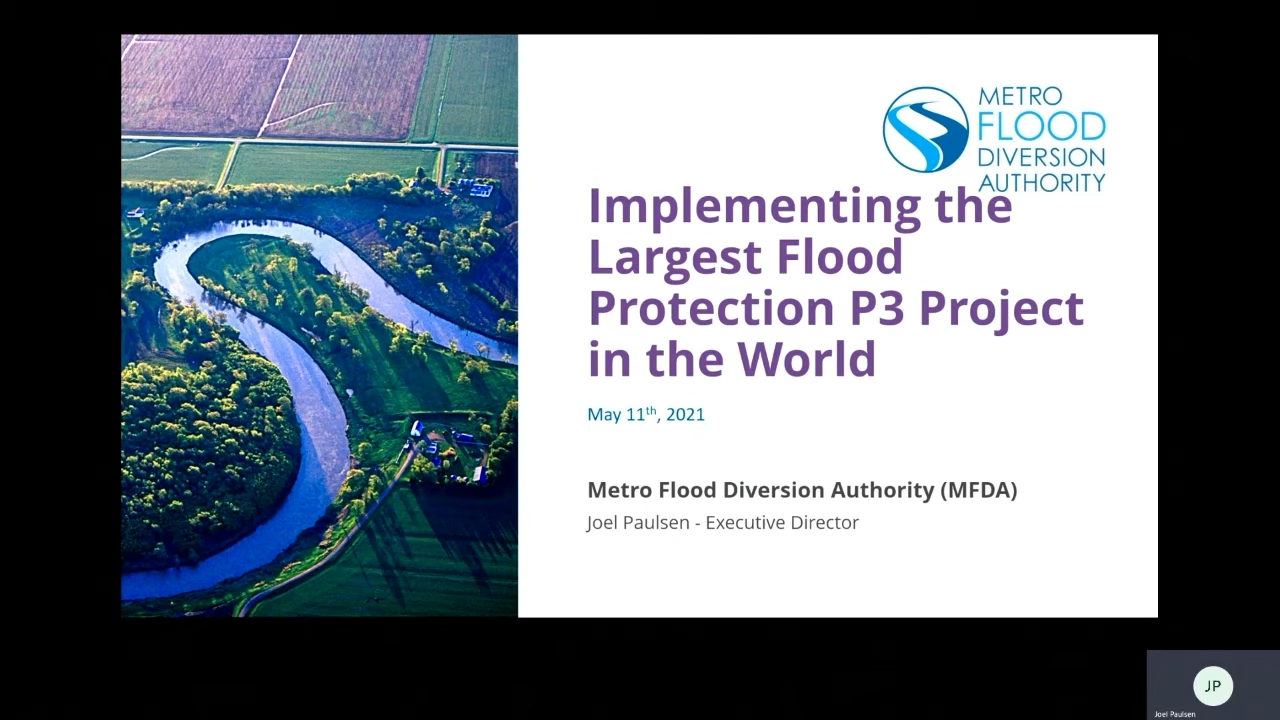 METRO
FLOOD
DIVERSION
AUTHORITY
Implementing the
Largest Flood
Protection P3 Project
in the World
May 11th, 2021
Metro Flood Diversion Authority (MFDA)
Joel Paulsen - Executive Director
JP
Joel Paulsen